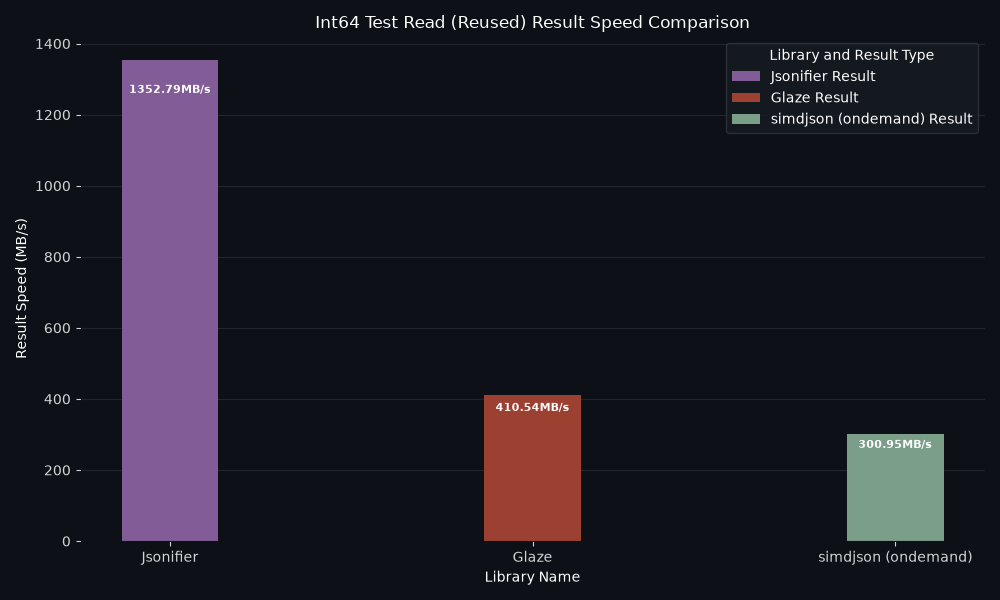 Int64 Test Read (Reused) Result Speed Comparison
Library and Result Type
Jsonifier Result
Glaze Result
simdjson (ondemand) Result
Result Speed (MB/s)
1400
1200
1000
800
600
400
200
0
1352.79MB/s
410.54MB/s
300.95MB/s
Jsonifier
Glaze
simdjson (ondemand)
Library Name